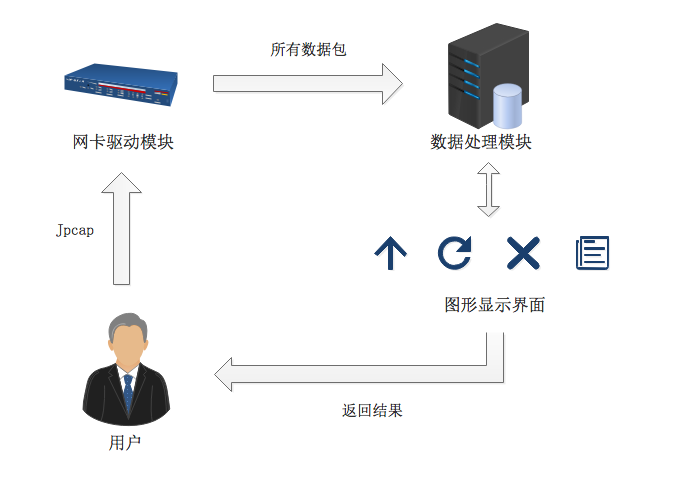 所有数据包
网卡驱动模块
数据处理模块
Jpcap
图形显示界面
返回结果
用户